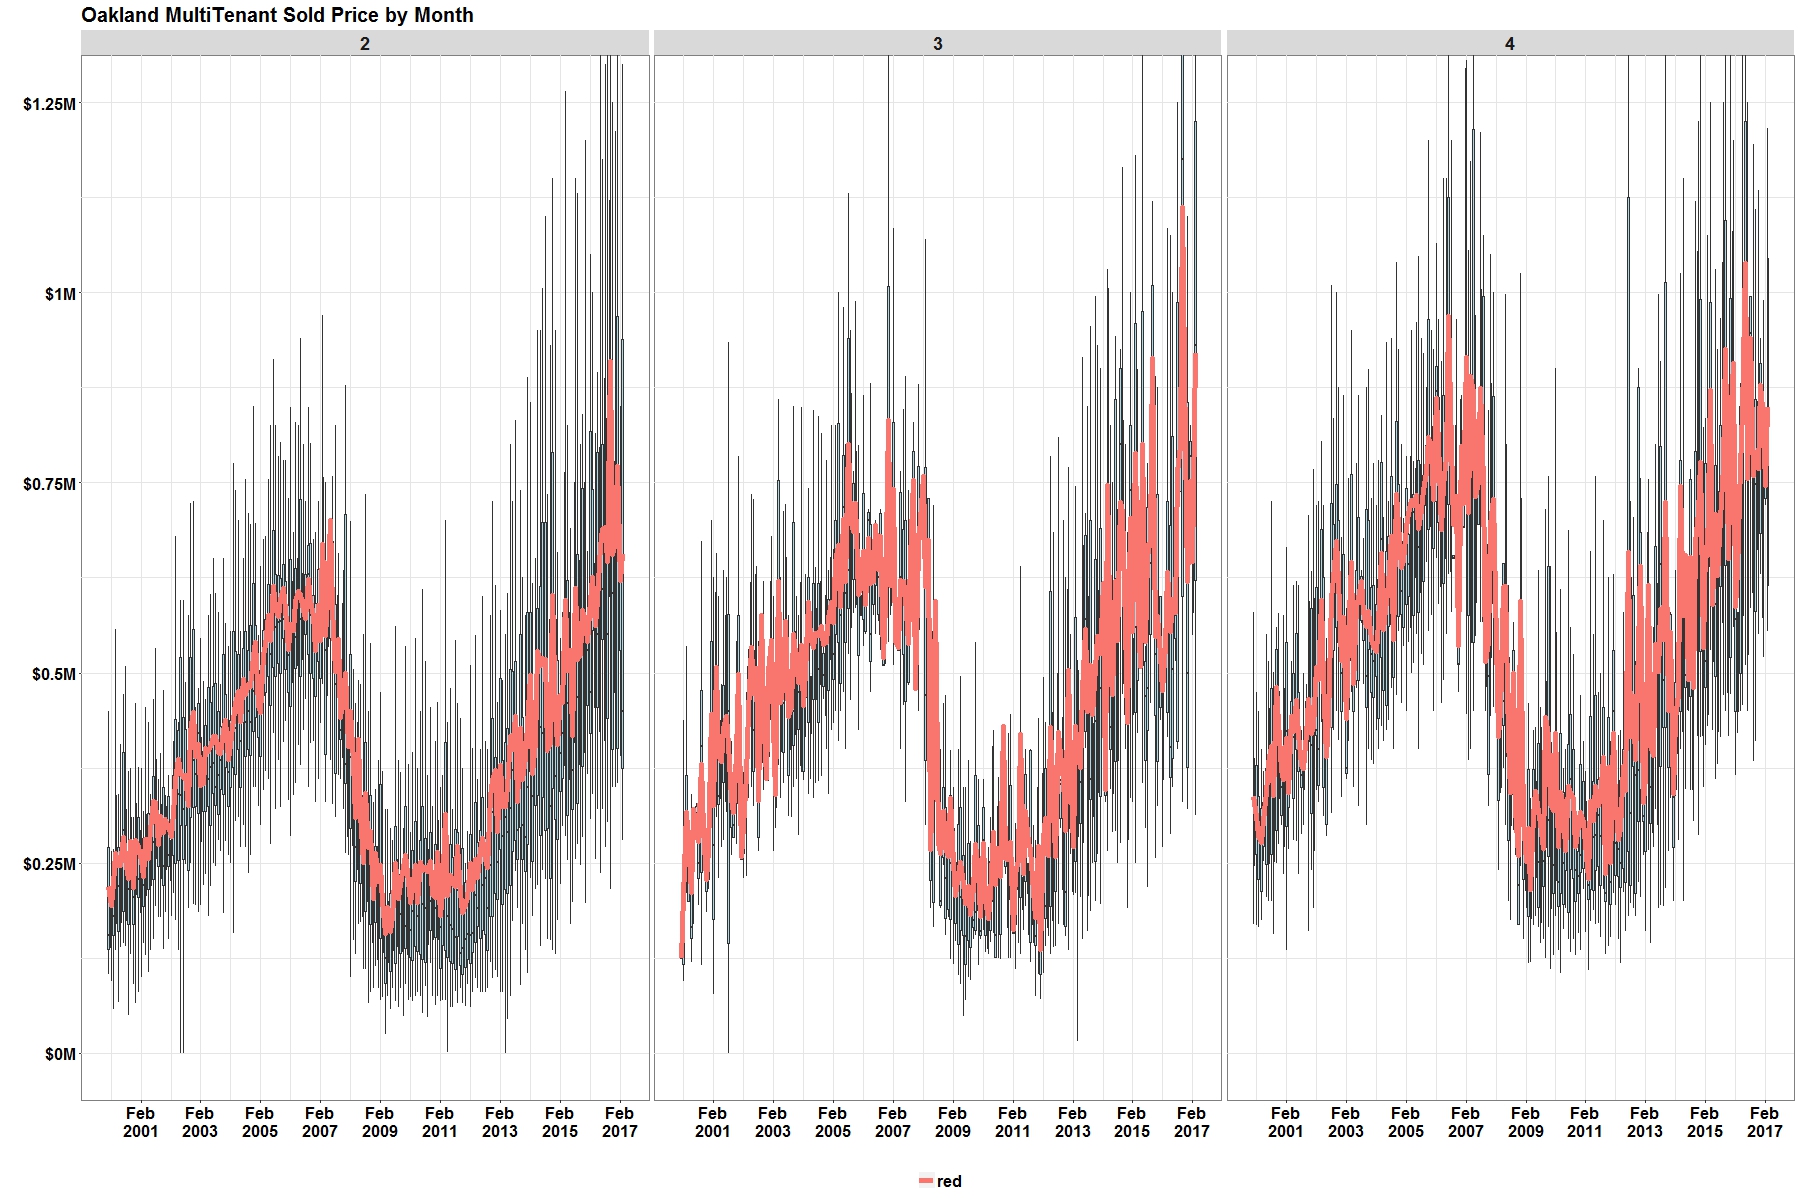 Oakland MultiTenant Sold Price by Month
2 3 4
$1.25M
$1M
$0.75M
$0.5M
$0.25M
$0M
Feb Feb Feb Feb Feb Feb Feb Feb Feb Feb Feb Feb Feb Feb Feb Feb Feb Feb Feb Feb Feb Feb Feb Feb Feb Feb Feb
2001 2003 2005 2007 2009 2011 2013 2015 2017 2001 2003 2005 2007 2009 2011 2013 2015 2017 2001 2003 2005 2007 2009 2011 2013 2015 2017
red